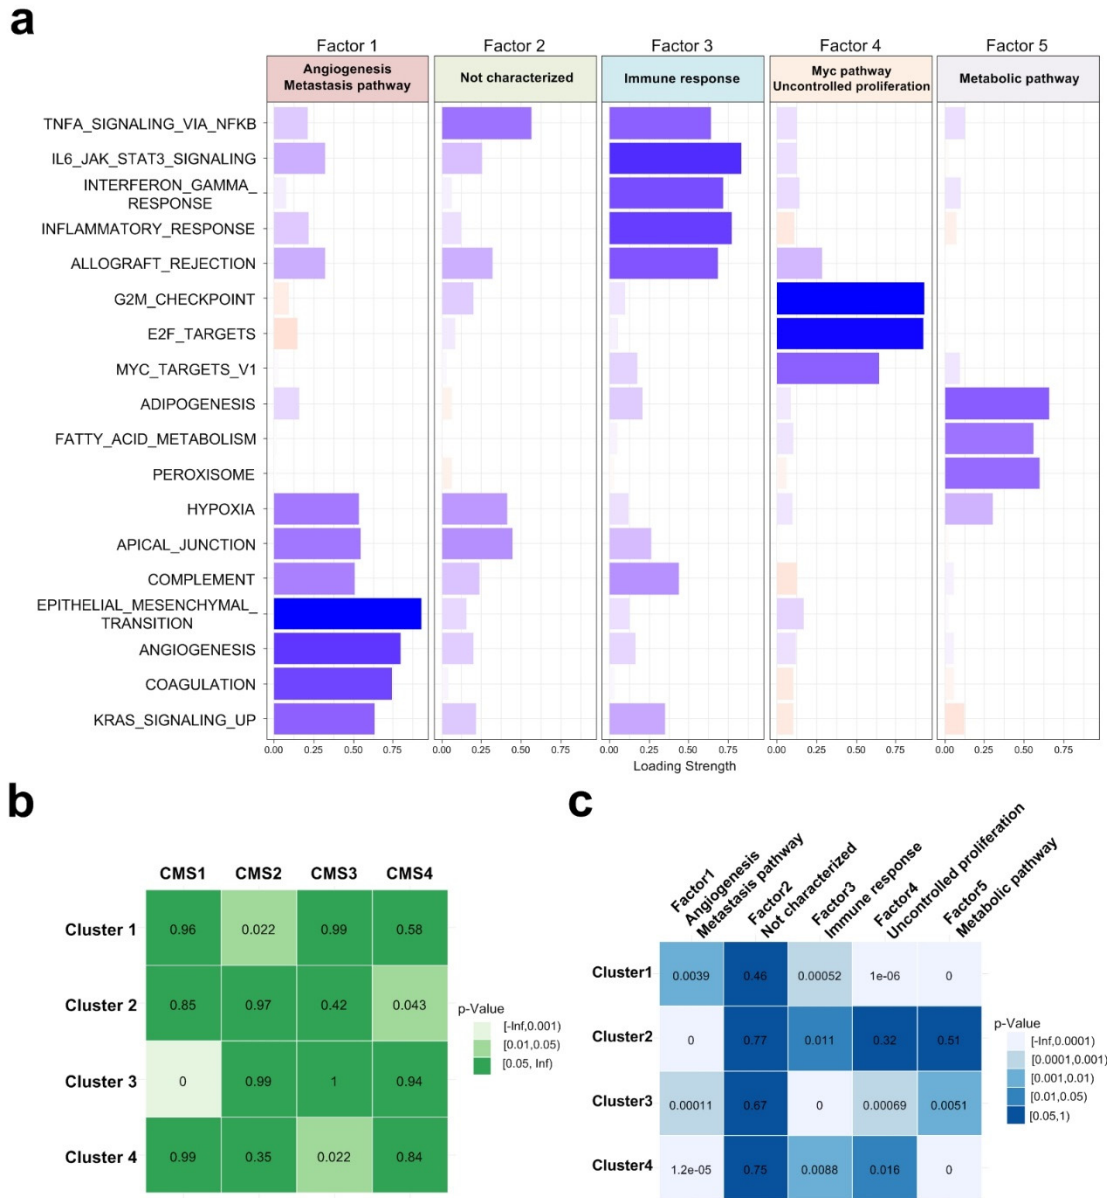 a
Factor 1 Factor 2 Factor 3 Factor 4 Factor 5
Angiogenesis
Metastasis pathway
Not characterized
Immune response
Myc pathway
Uncontrolled proliferation
Metabolic pathway
TNFA_SIGNALING_VIA_NFKB
IL6_JAK_STAT3_SIGNALING
INTERFERON_GAMMA_
RESPONSE
INFLAMMATORY_RESPONSE
ALLOGRAFT_REJECTION
G2M_CHECKPOINT
E2F_TARGETS
MYC_TARGETS_V1
ADIPOGENESIS
FATTY_ACID_METABOLISM
PEROXISOME
HYPOXIA
APICAL_JUNCTION
COMPLEMENT
EPITHELIAL_MESENCHYMAL_
TRANSITION
ANGIOGENESIS
COAGULATION
KRAS_SIGNALING_UP
0.00 0.25 0.50 0.75 0.00 0.25 0.50 0.75 0.00 0.25 0.50 0.75 0.00 0.25 0.50 0.75 0.00 0.25 0.50 0.75
Loading Strength
b
CMS1 CMS2 CMS3 CMS4
Cluster 1 0.96 0.022 0.99 0.58
Cluster 2 0.85 0.97 0.42 0.043
Cluster 3 0 0.99 1 0.94
Cluster 4 0.99 0.35 0.022 0.84
p-Value
[-Inf,0.001)
[0.01,0.05)
[0.05, Inf)
c
Factor1
Angiogenesis
Metastasis pathway
Factor2
Not characterized
Factor3
Immune response
Factor4
Uncontrolled proliferation
Factor5
Metabolic pathway
Cluster1 0.0039 0.46 0.00052 1e-06 0
Cluster2 0 0.77 0.011 0.32 0.51
Cluster3 0.00011 0.67 0 0.00069 0.0051
Cluster4 1.2e-05 0.75 0.0088 0.016 0
p-Value
[-Inf,0.0001)
[0.0001,0.001)
[0.001,0.01)
[0.01,0.05)
[0.05,1)